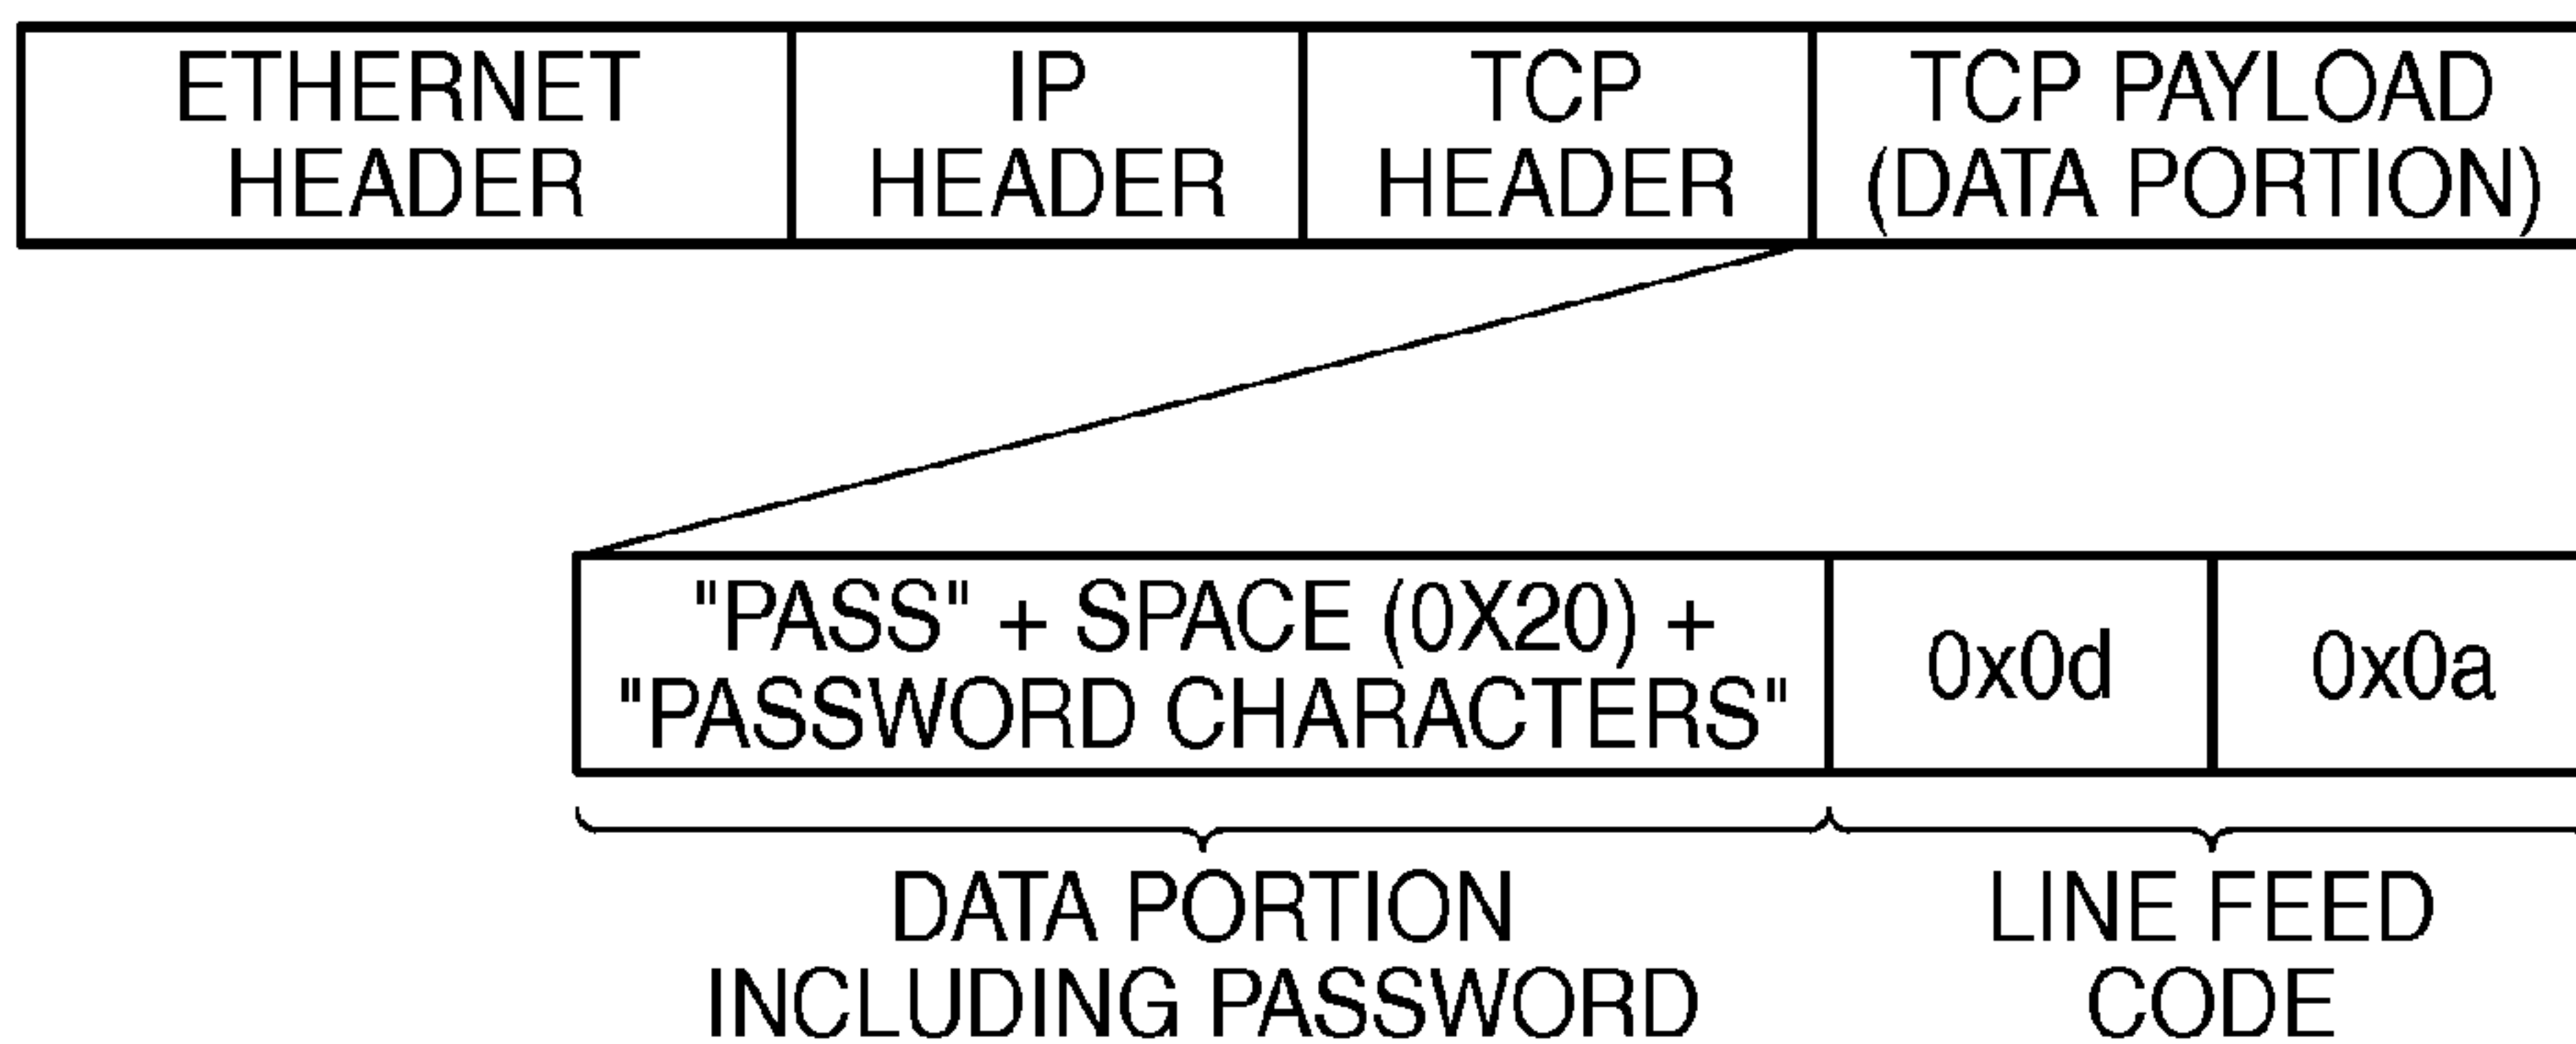 ETHERNET
HEADER
IP
HEADER
TCP
HEADER
TCP PAYLOAD
(DATA PORTION)
"PASS" + SPACE (0X20) +
"PASSWORD CHARACTERS"
0x0d
0x0a
DATA PORTION
INCLUDING PASSWORD
LINE FEED
CODE